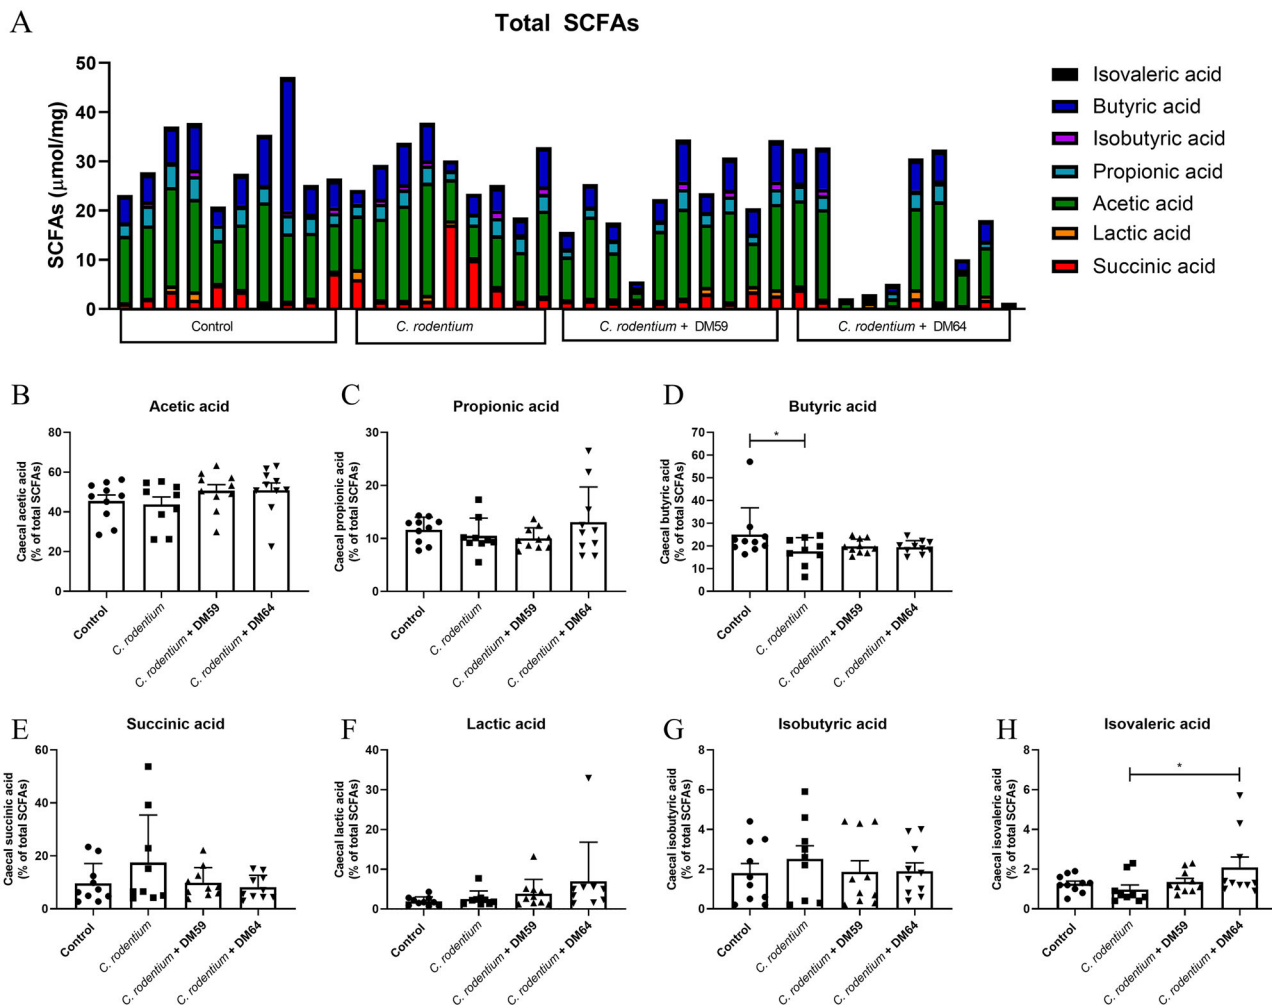 A
Total SCFAs
SCFAs (µmol/mg)
50
40
30
20
10
0
Control
C. rodentium
C. rodentium + DM59
C. rodentium + DM64
Isovaleric acid
Butyric acid
Isobutyric acid
Propionic acid
Acetic acid
Lactic acid
Succinic acid
B
Acetic acid
Caecal acetic acid
(% of total SCFAs)
80
60
40
20
0
Control
C. rodentium
C. rodentium + DM59
C. rodentium + DM64
C
Propionic acid
Caecal propionic acid
(% of total SCFAs)
30
20
10
0
Control
C. rodentium
C. rodentium + DM59
C. rodentium + DM64
D
Butyric acid
Caecal butyric acid
(% of total SCFAs)
70
60
50
40
30
20
10
0
*
Control
C. rodentium
C. rodentium + DM59
C. rodentium + DM64
E
Succinic acid
Caecal succinic acid
(% of total SCFAs)
60
40
20
0
Control
C. rodentium
C. rodentium + DM59
C. rodentium + DM64
F
Lactic acid
Caecal lactic acid
(% of total SCFAs)
40
30
20
10
0
Control
C. rodentium
C. rodentium + DM59
C. rodentium + DM64
G
Isobutyric acid
Caecal isobutyric acid
(% of total SCFAs)
8
6
4
2
0
Control
C. rodentium
C. rodentium + DM59
C. rodentium + DM64
H
Isovaleric acid
Caecal isovaleric acid
(% of total SCFAs)
8
6
4
2
0
*
Control
C. rodentium
C. rodentium + DM59
C. rodentium + DM64